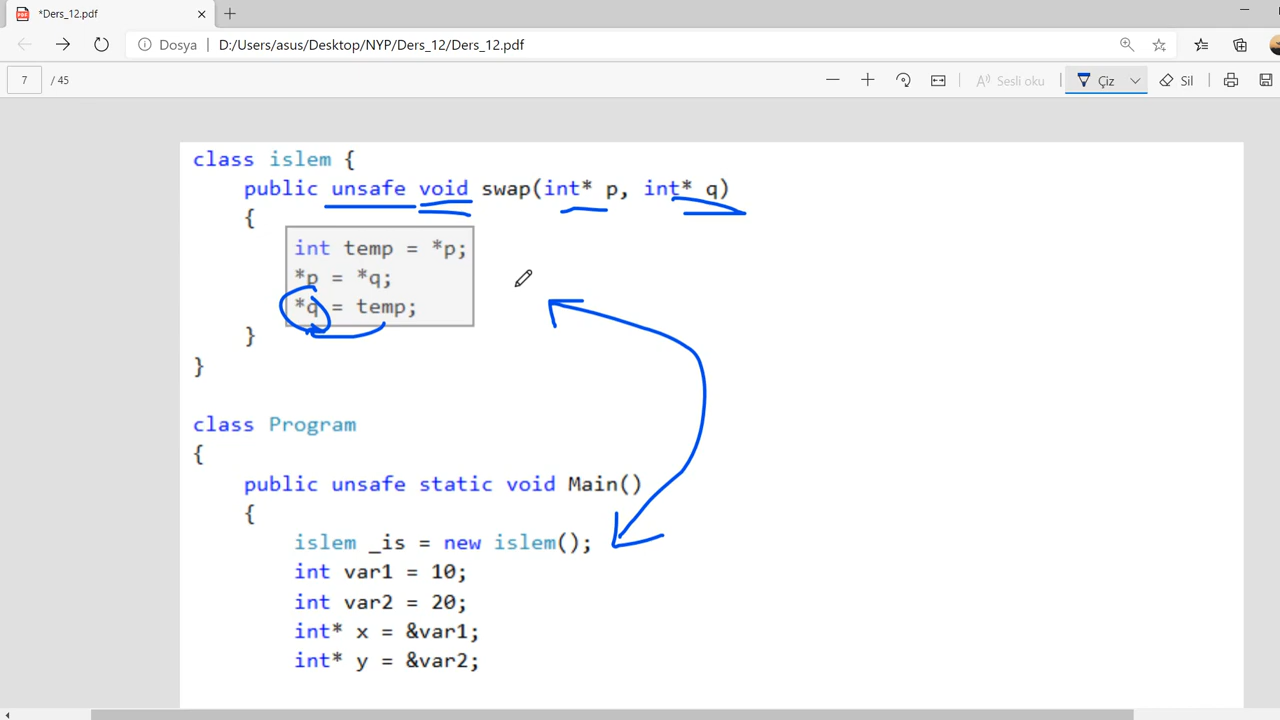 *Ders_12.pdf
Dosya | D:/Users/asus/Desktop/NYP/Ders_12/Ders_12.pdf
7 / 45
A Sesli oku
Çiz
Sil
class islem {
public unsafe void swap(int* p, int* q)
{
int temp = *p;
*p = *q;
*q = temp;
}
}
class Program
{
public unsafe static void Main()
{
islem _is = new islem();
int var1 = 10;
int var2 = 20;
int* x = &var1;
int* y = &var2;